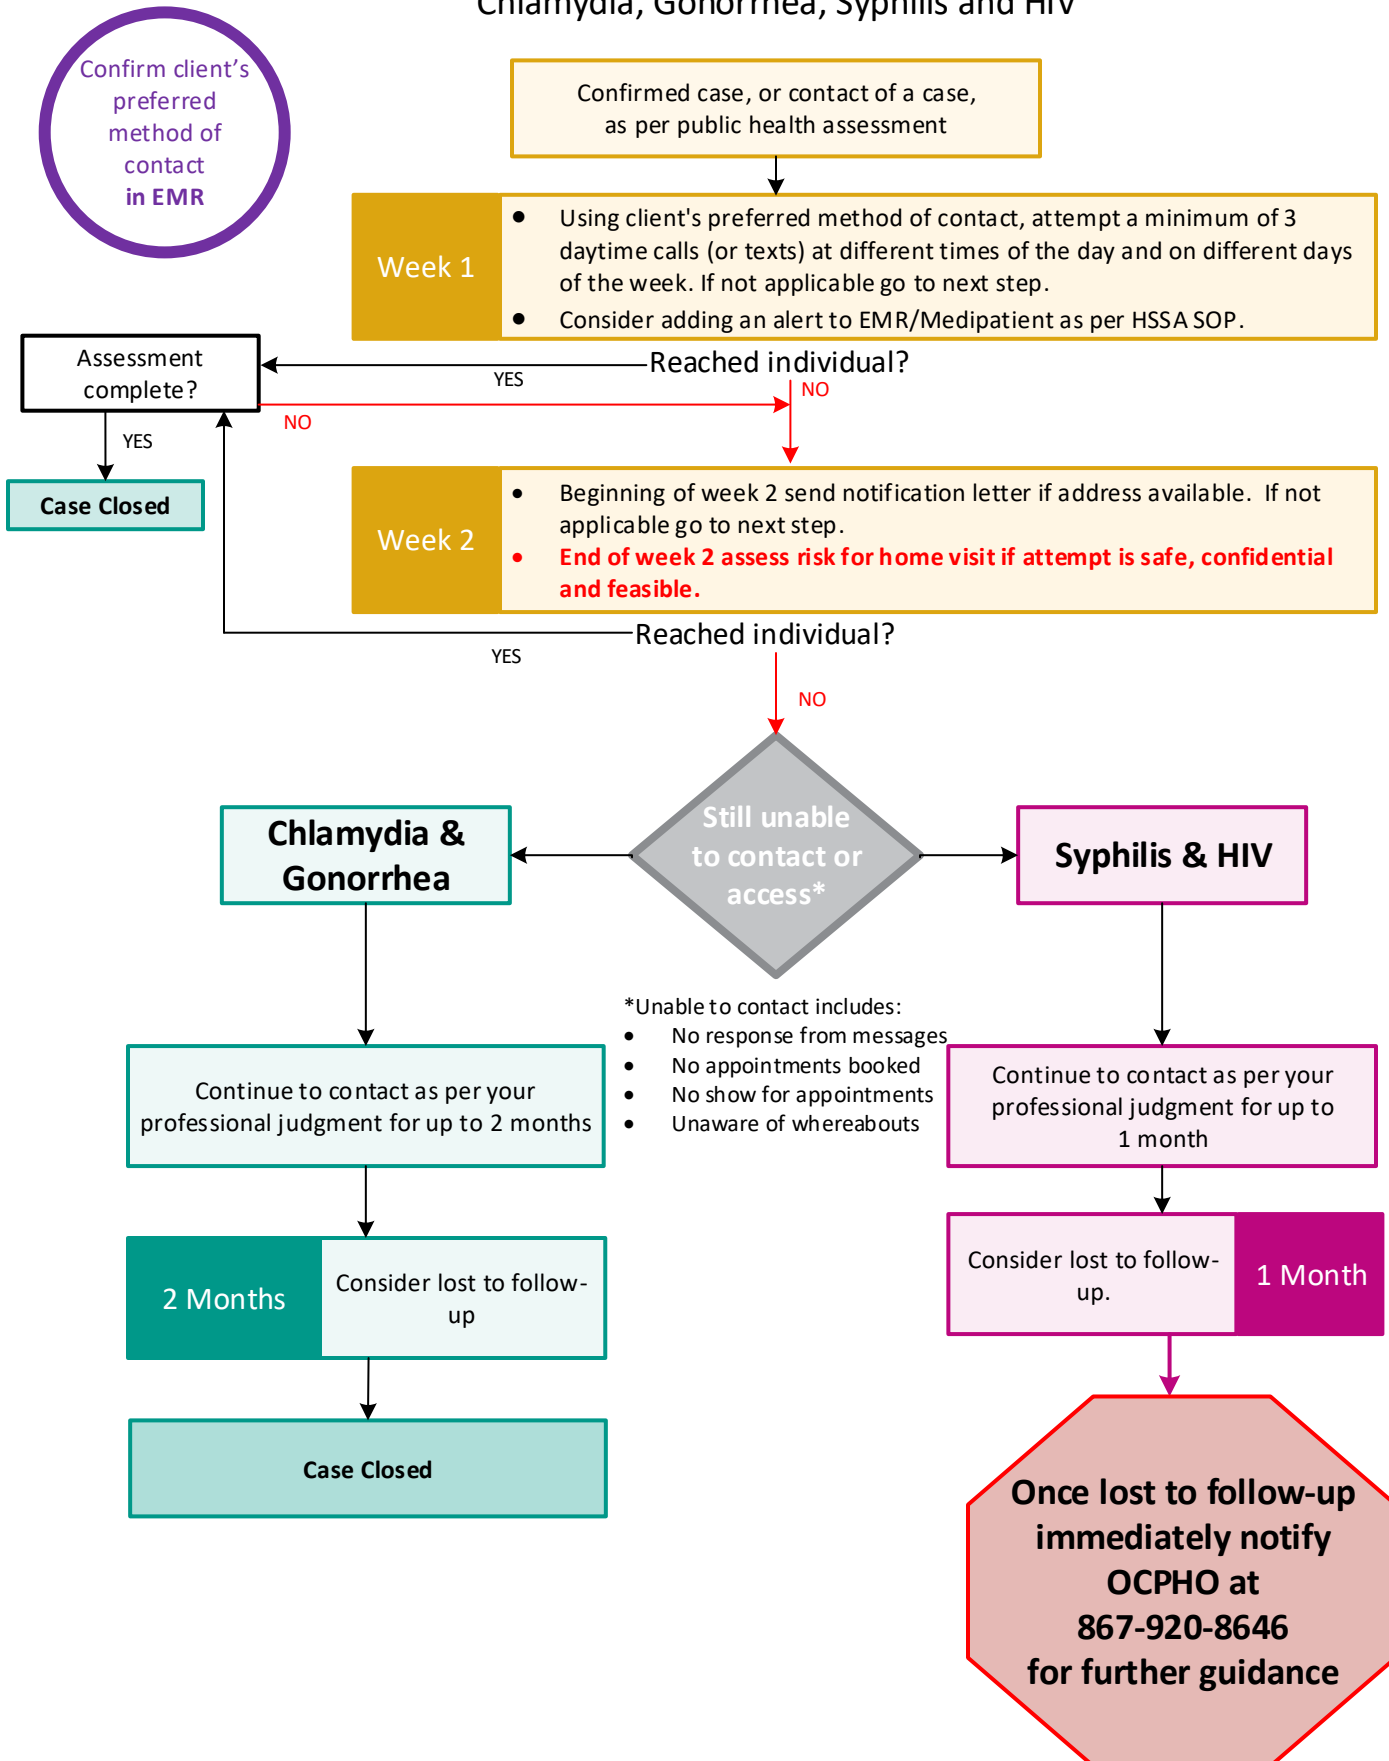 Chlamydia, Gonorrhea, Syphilis and HIV
Confirm client's
preferred
method of
contact
in EMR
Confirmed case, or contact of a case,
as per public health assessment
Week 1
• Using client's preferred method of contact, attempt a minimum of 3
daytime calls (or texts) at different times of the day and on different days
of the week. If not applicable go to next step.
• Consider adding an alert to EMR/Medipatient as per HSSA SOP.
Reached individual?
YES
NO
Assessment
complete?
NO
YES
Case Closed
Week 2
• Beginning of week 2 send notification letter if address available. If not
applicable go to next step.
• End of week 2 assess risk for home visit if attempt is safe, confidential
and feasible.
Reached individual?
YES
NO
Still unable
to contact or
access*
Chlamydia &
Gonorrhea
Syphilis & HIV
*Unable to contact includes:
• No response from messages
• No appointments booked
• No show for appointments
• Unaware of whereabouts
Continue to contact as per your
professional judgment for up to 2 months
Continue to contact as per your
professional judgment for up to
1 month
2 Months
Consider lost to follow-
up
Consider lost to follow-
up.
1 Month
Case Closed
Once lost to follow-up
immediately notify
OCPHO at
867-920-8646
for further guidance